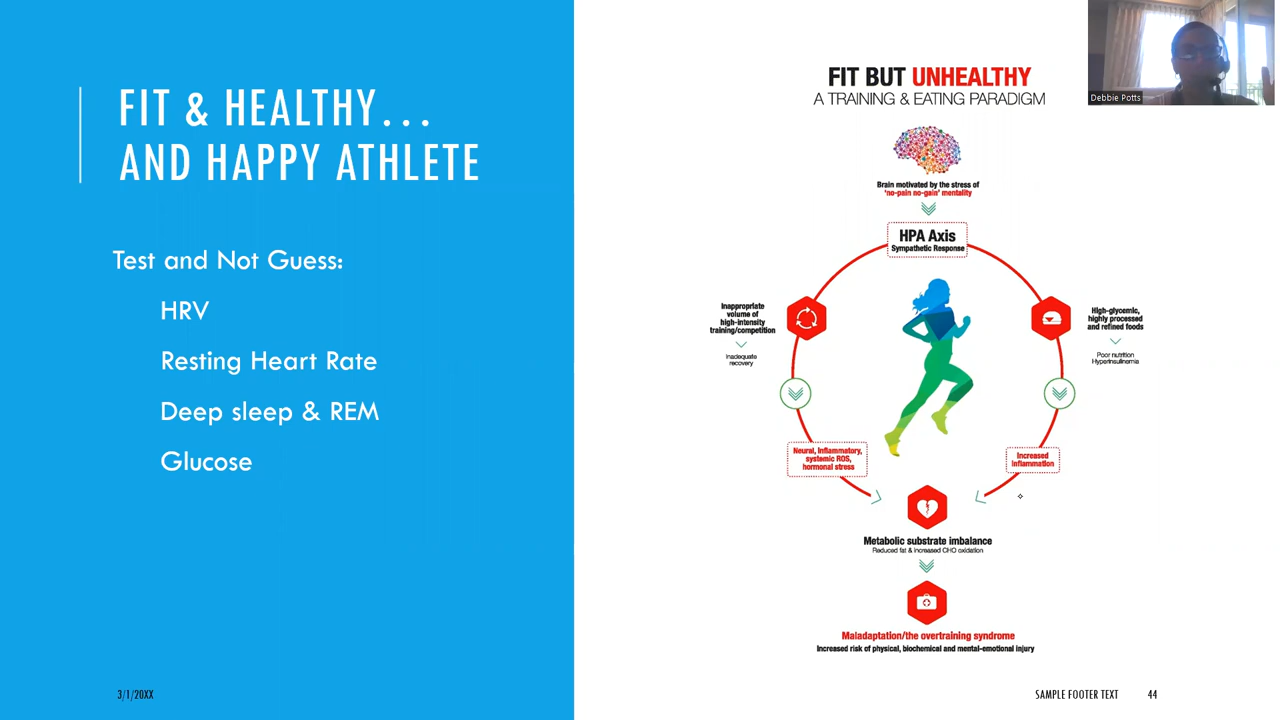 FIT & HEALTHY...
AND HAPPY ATHLETE
Test and Not Guess:
HRV
Resting Heart Rate
Deep sleep & REM
Glucose
3/1/20XX
FIT BUT UNHEALTHY
A TRAINING & EATING PARADIGM
Brain motivated by the stress of
'no-pain no-gain' mentality
HPA Axis
Sympathetic Response
Inappropriate
volume of
high-intensity
training/competition
Inadequate
recovery
High-glycemic,
highly processed
and refined foods
Poor nutrition
Hyperinsulinemia
Neural, Inflammatory,
systemic ROS,
hormonal stress
Increased
Inflammation
Metabolic substrate imbalance
Reduced fat & increased CHO oxidation
Maladaptation/the overtraining syndrome
Increased risk of physical, biochemical and mental-emotional injury
SAMPLE FOOTER TEXT
44
Debbie Potts